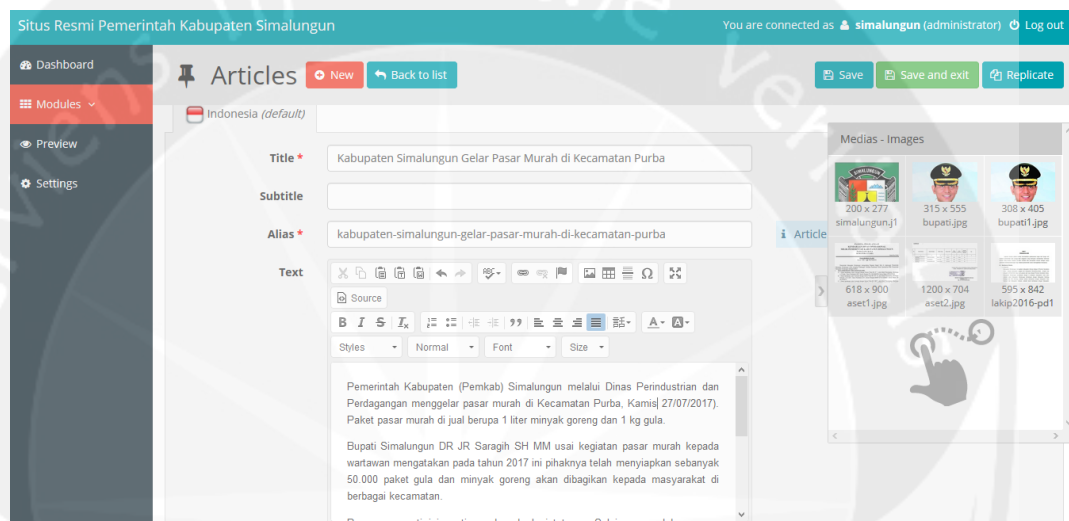 Situs Resmi Pemerintah Kabupaten Simalungun
You are connected as simalungun (administrator) Log out
Dashboard
Modules
Preview
Settings
Articles
New
Back to list
Save
Save and exit
Replicate
Indonesia (default)
Title *
Kabupaten Simalungun Gelar Pasar Murah di Kecamatan Purba
Subtitle
Alias *
kabupaten-simalungun-gelar-pasar-murah-di-kecamatan-purba
i Article
Text
Source
Styles
Normal
Font
Size
Pemerintah Kabupaten (Pemkab) Simalungun melalui Dinas Perindustrian dan
Perdagangan menggelar pasar murah di Kecamatan Purba, Kamis 27/07/2017).
Paket pasar murah di jual berupa 1 liter minyak goreng dan 1 kg gula.
Bupati Simalungun DR JR Saragih SH MM usai kegiatan pasar murah kepada
wartawan mengatakan pada tahun 2017 ini pihaknya telah menyiapkan sebanyak
50.000 paket gula dan minyak goreng akan dibagikan kepada masyarakat di
berbagai kecamatan.
Medias - Images
200 x 277
simalungun.j1
315 x 555
bupati.jpg
308 x 405
bupati1.jpg
618 x 900
aset1.jpg
1200 x 704
aset2.jpg
595 x 842
lakip2016-pd1